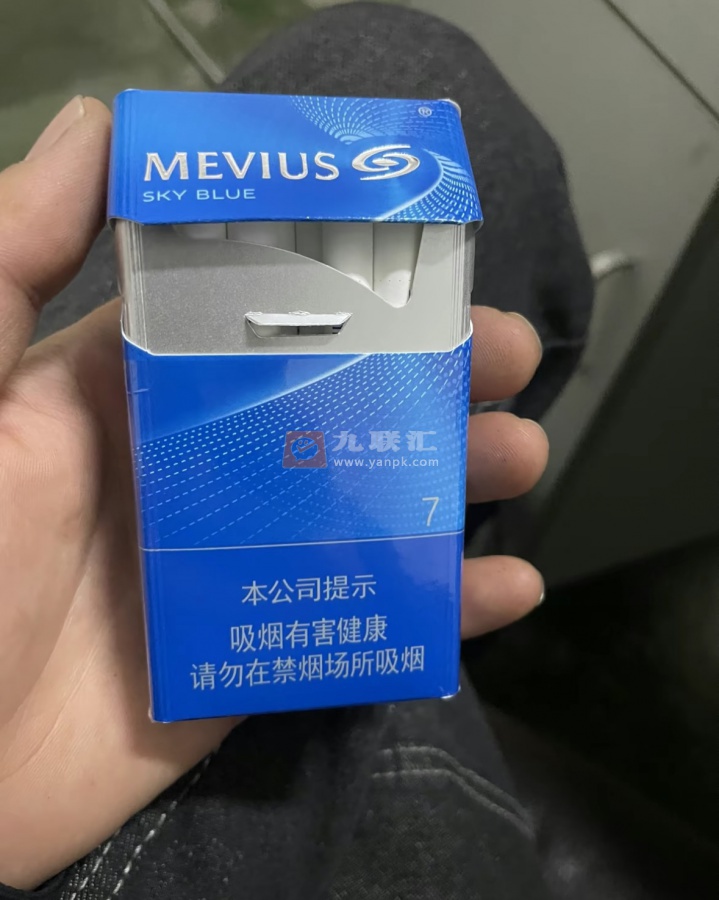 ®
MEVIUS
SKY BLUE
九联汇
www.yanpk.com
7
本公司提示
吸烟有害健康
请勿在禁烟场所吸烟